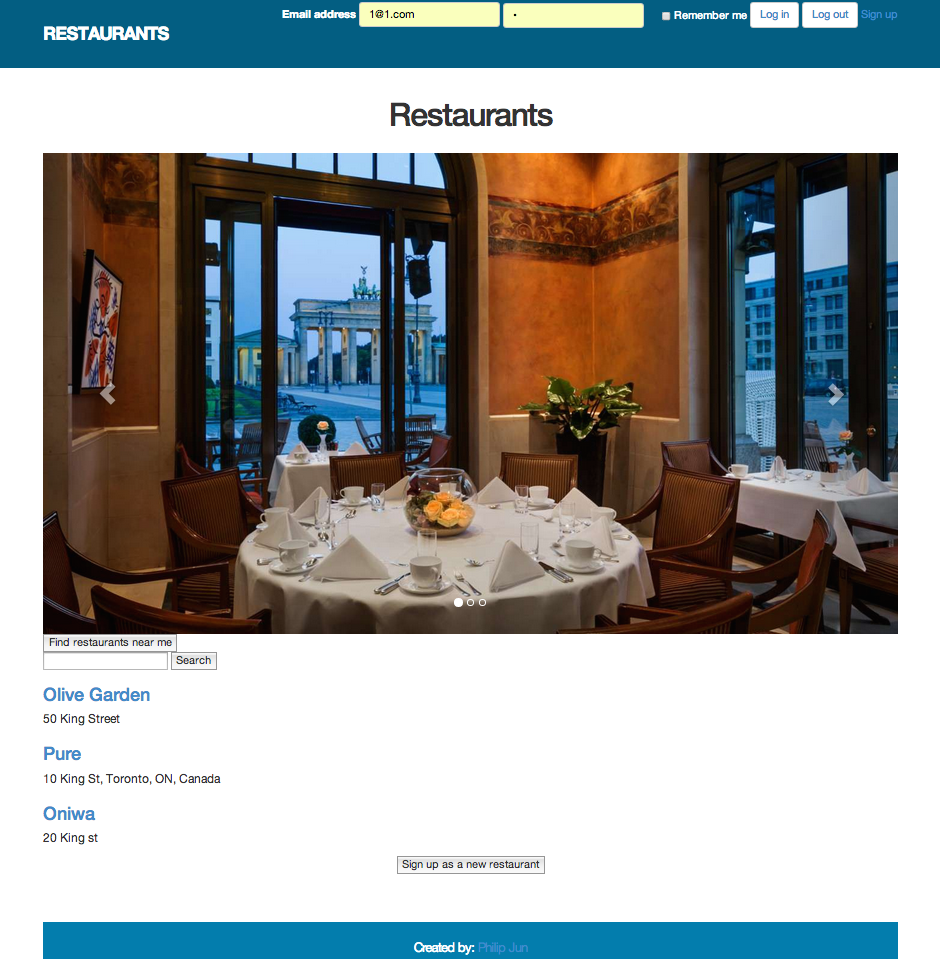 RESTAURANTS
Email address 1@1.com Remember me Log in Log out Sign up
Restaurants
Find restaurants near me
Search
Olive Garden
50 King Street
Pure
10 King St, Toronto, ON, Canada
Oniwa
20 King st
Sign up as a new restaurant
Created by: Philip Jun